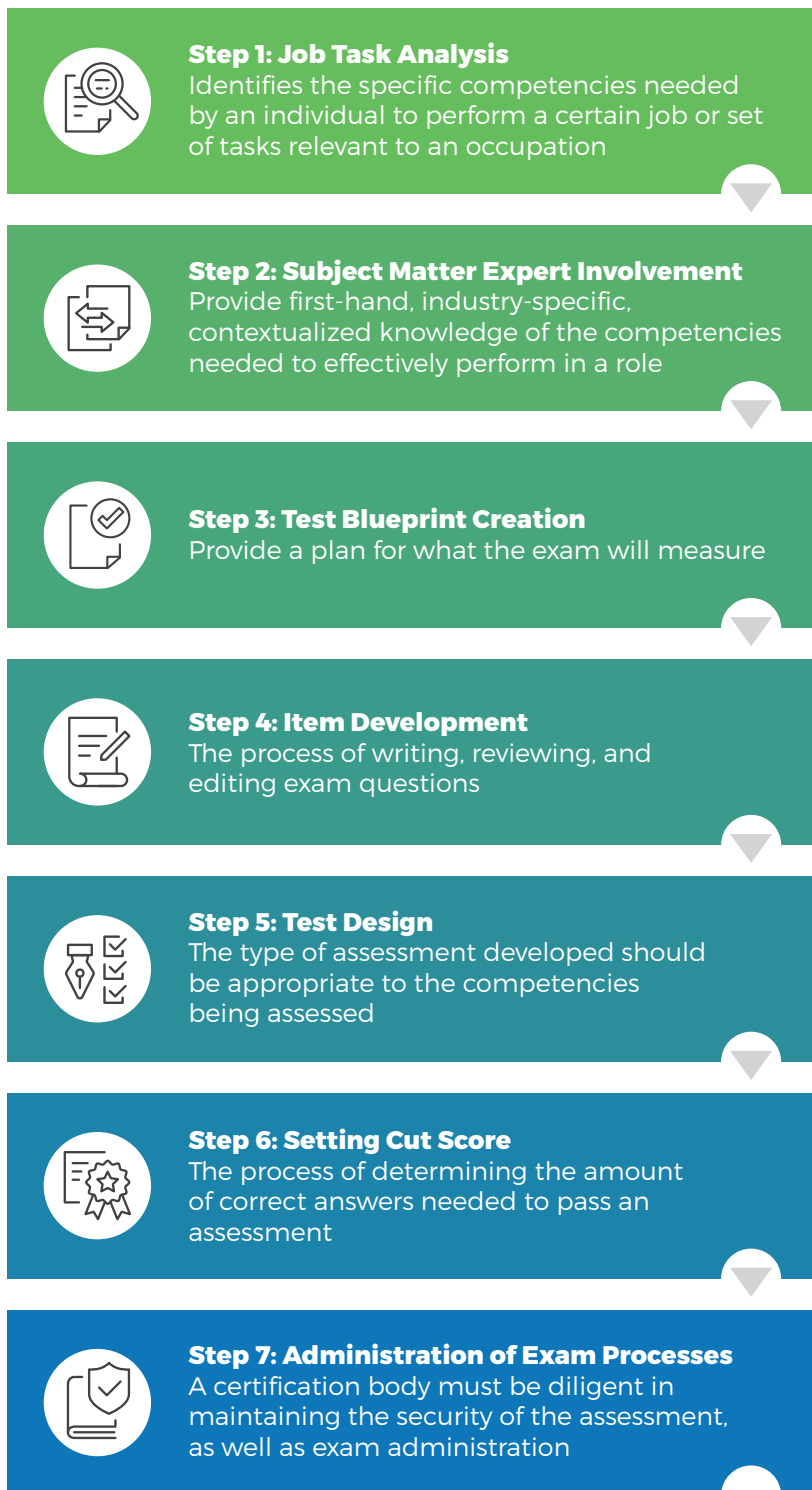 Step 1: Job Task Analysis
Identifies the specific competencies needed
by an individual to perform a certain job or set
of tasks relevant to an occupation
Step 2: Subject Matter Expert Involvement
Provide first-hand, industry-specific,
contextualized knowledge of the competencies
needed to effectively perform in a role
Step 3: Test Blueprint Creation
Provide a plan for what the exam will measure
Step 4: Item Development
The process of writing, reviewing, and
editing exam questions
Step 5: Test Design
The type of assessment developed should
be appropriate to the competencies
being assessed
Step 6: Setting Cut Score
The process of determining the amount
of correct answers needed to pass an
assessment
Step 7: Administration of Exam Processes
A certification body must be diligent in
maintaining the security of the assessment,
as well as exam administration